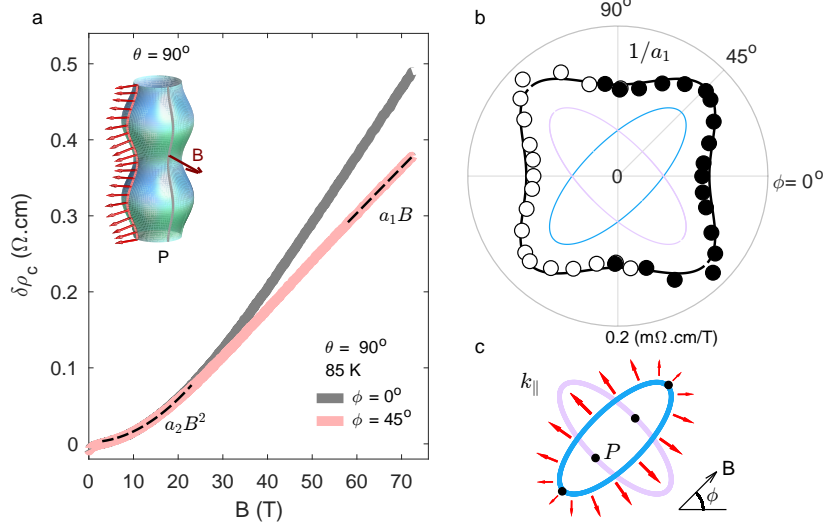 a
θ = 90°
B
P
0.5
0.4
0.3
0.2
0.1
0
δρc (Ω.cm)
a₁B
a₂B²
θ = 90°
85 K
ϕ = 0°
ϕ = 45°
0 10 20 30 40 50 60 70
B (T)
b
90°
1/a₁
45°
ϕ = 0°
0
0.2 (mΩ.cm/T)
c
k∥
P
B
ϕ